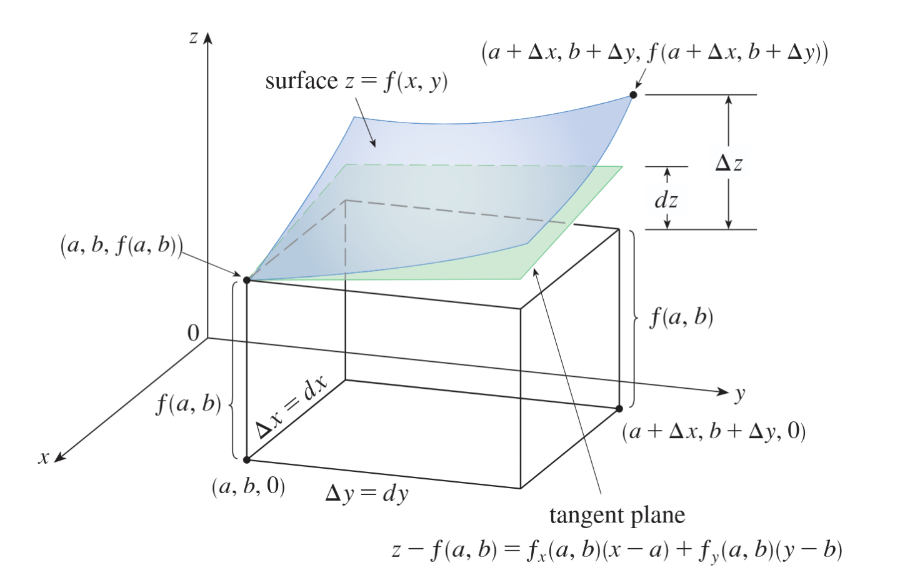 z
(a + Δx, b + Δy, f(a + Δx, b + Δy))
surface z = f(x, y)
Δz
dz
(a, b, f(a, b))
f(a, b)
0
f(a, b)
Δx = dx
y
x
(a + Δx, b + Δy, 0)
(a, b, 0)
Δy = dy
tangent plane
z − f(a, b) = fₓ(a, b)(x − a) + f_y(a, b)(y − b)